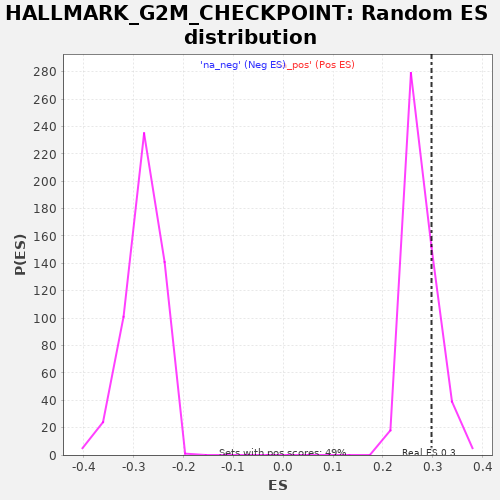 HALLMARK_G2M_CHECKPOINT: Random ES
distribution
'na_neg' (Neg ES)
_pos' (Pos ES)
280
260
240
220
200
180
160
140
120
100
80
60
40
20
0
P(ES)
Sets with pos scores: 49%
Real ES 0.3
-0.4 -0.3 -0.2 -0.1 0.0 0.1 0.2 0.3 0.4
ES